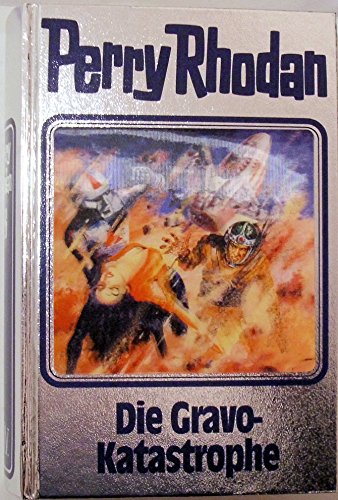 Perry Rhodan
Die Gravo-
Katastrophe